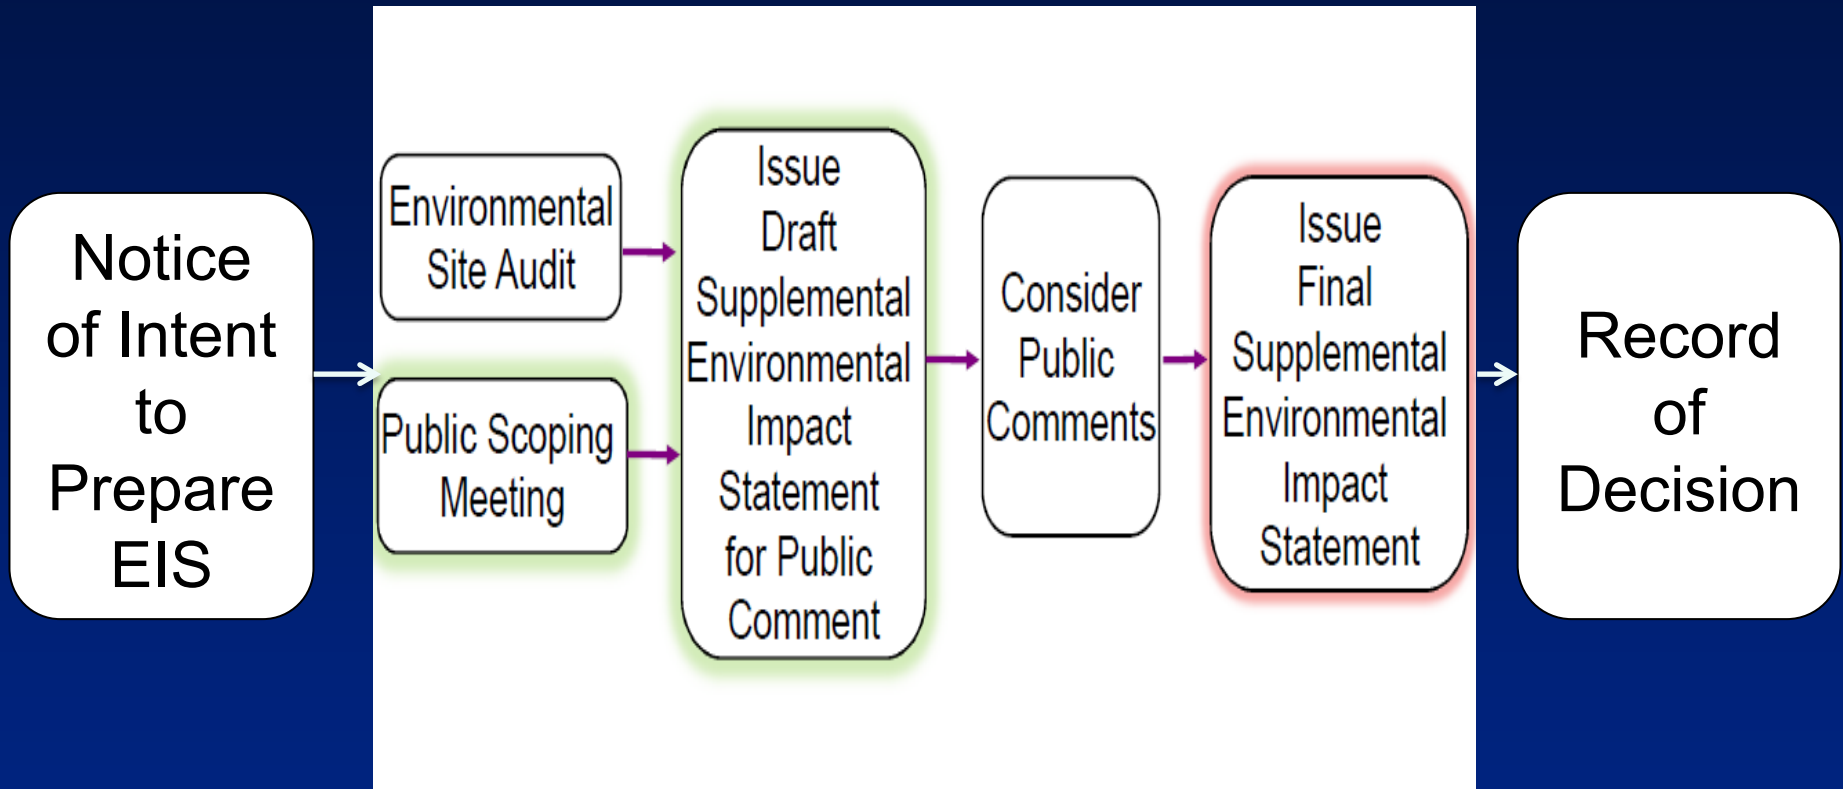 Notice
of Intent
to
Prepare
EIS
Environmental
Site Audit
Public Scoping
Meeting
Issue
Draft
Supplemental
Environmental
Impact
Statement
for Public
Comment
Consider
Public
Comments
Issue
Final
Supplemental
Environmental
Impact
Statement
Record
of
Decision